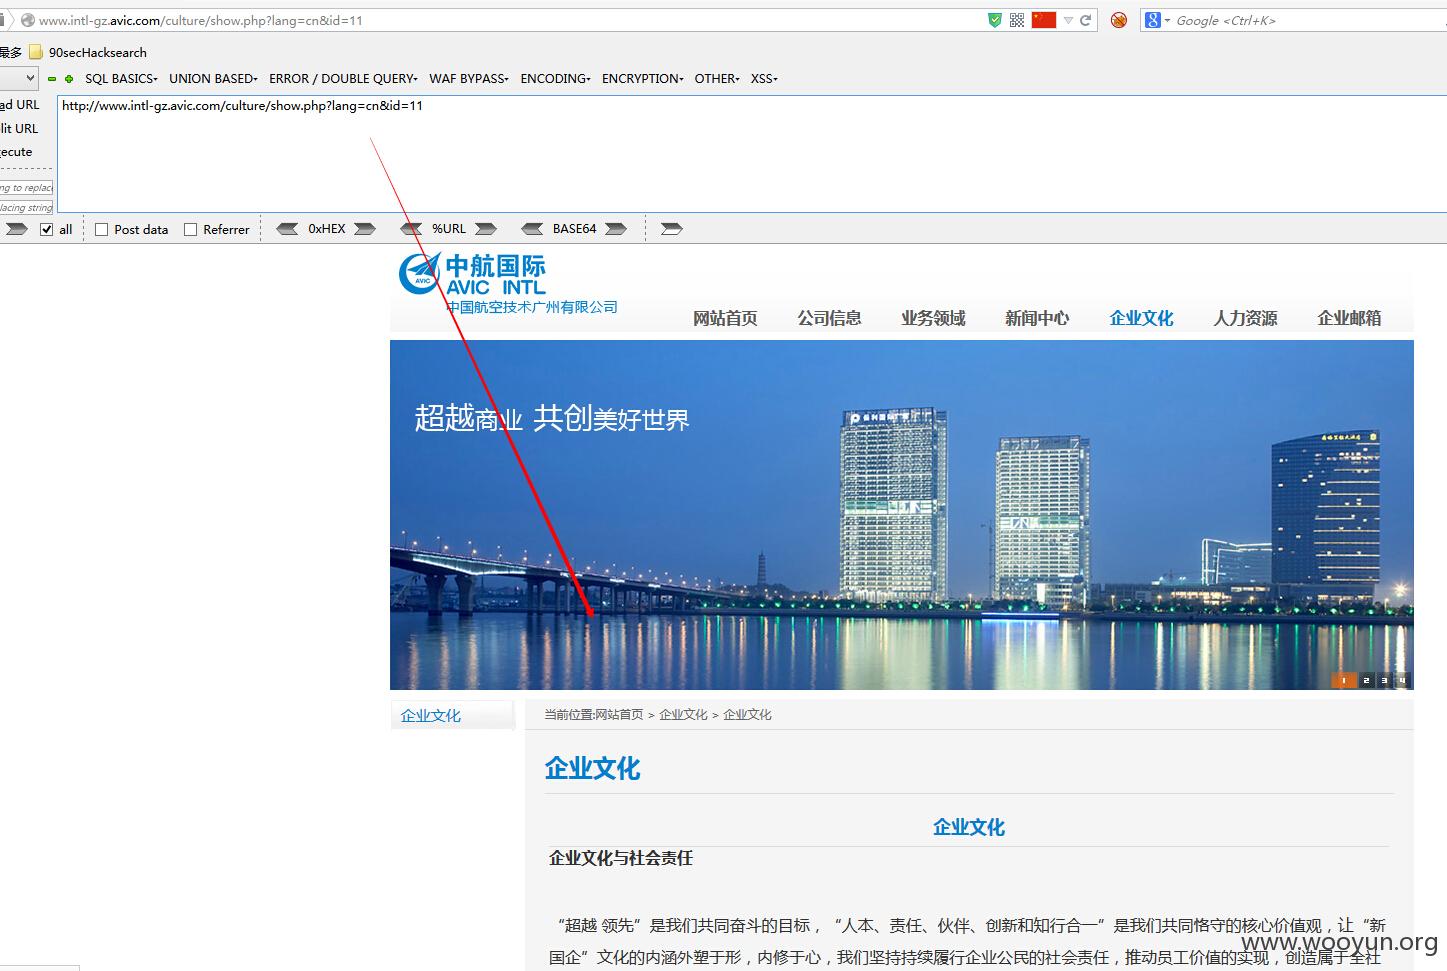 www.intl-gz.avic.com/culture/show.php?lang=cn&id=11
Google <Ctrl+K>
最多 90secHacksearch
SQL BASICS UNION BASED ERROR / DOUBLE QUERY WAF BYPASS ENCODING ENCRYPTION OTHER XSS
ad URL
http://www.intl-gz.avic.com/culture/show.php?lang=cn&id=11
lit URL
ecute
ng to replac
lacing string
all Post data Referrer 0xHEX %URL BASE64
AVIC
中航国际
AVIC INTL
中国航空技术广州有限公司
网站首页 公司信息 业务领域 新闻中心 企业文化 人力资源 企业邮箱
超越商业 共创美好世界
1 2 3 4
企业文化
当前位置:网站首页 > 企业文化 > 企业文化
企业文化
企业文化
企业文化与社会责任
“超越 领先”是我们共同奋斗的目标，“人本、责任、伙伴、创新和知行合一”是我们共同恪守的核心价值观，让“新
国企”文化的内涵外塑于形，内修于心，我们坚持持续履行企业公民的社会责任，推动员工价值的实现，创造属于全社
www.wooyun.org